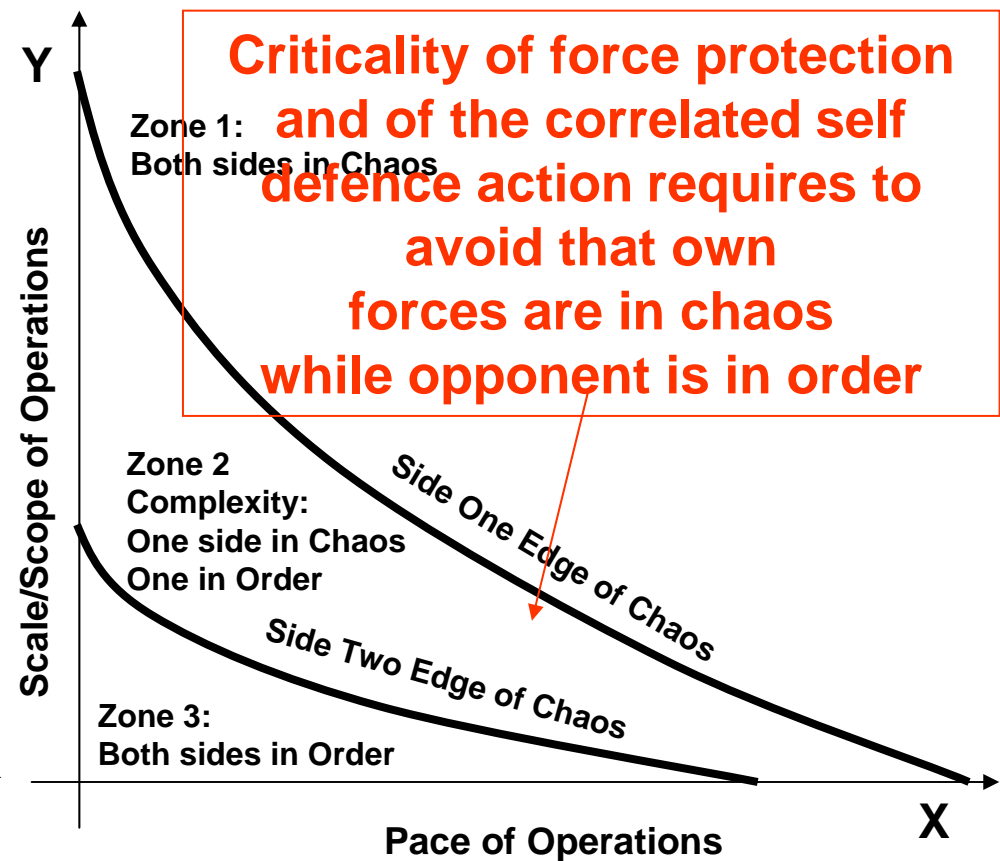 Y
Criticality of force protection
and of the correlated self
defence action requires to
avoid that own
forces are in chaos
while opponent is in order
Zone 1:
Both sides in Chaos
Scale/Scope of Operations
Zone 2
Complexity:
One side in Chaos
One in Order
Side One Edge of Chaos
Side Two Edge of Chaos
Zone 3:
Both sides in Order
X
Pace of Operations